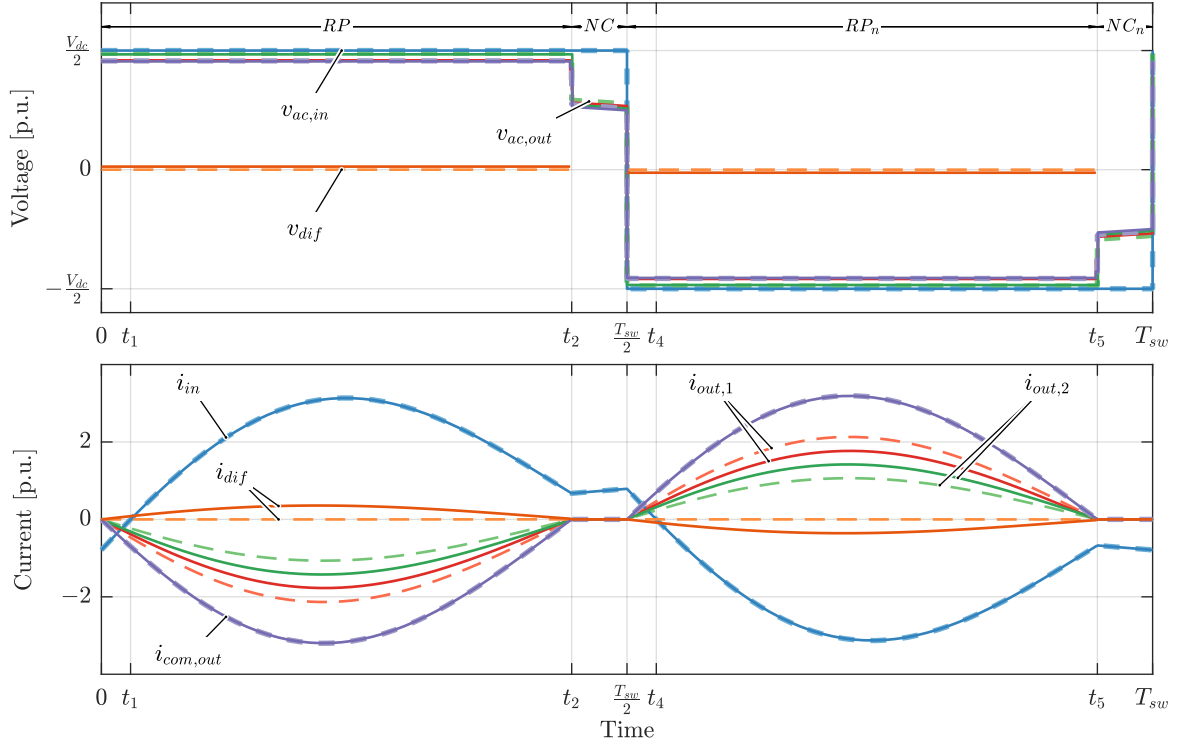 RP NC RP_n NC_n
V_dc/2
v_ac,in
v_ac,out
0
v_dif
-V_dc/2
Voltage [p.u.]
0 t_1 t_2 T_sw/2 t_4 t_5 T_sw
i_in i_out,1 i_out,2
2
i_dif
0
−2
i_com,out
Current [p.u.]
0 t_1 t_2 T_sw/2 t_4 t_5 T_sw
Time